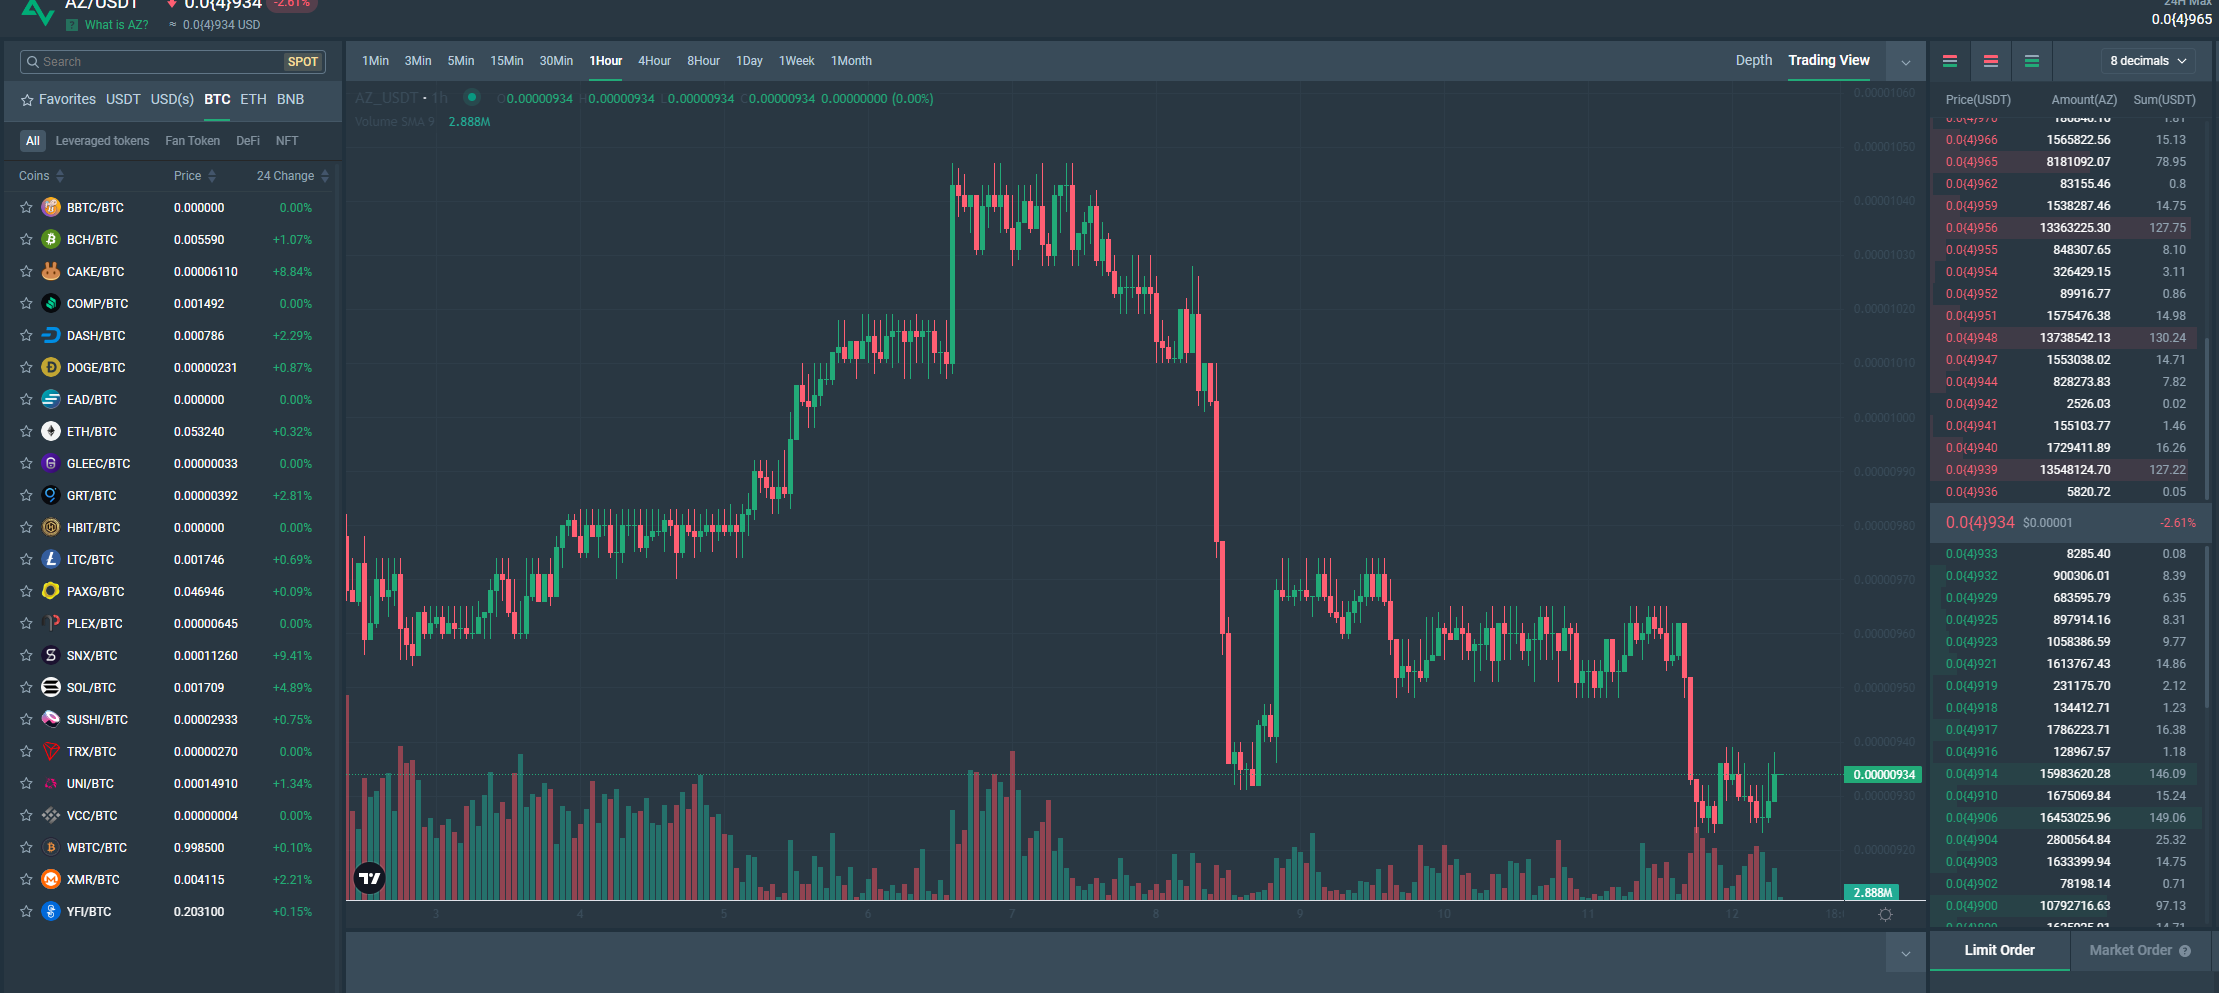 AZ/USDT 0.0{4}934 -2.61%
What is AZ? ≈ 0.0{4}934 USD
24H Max
0.0{4}965
Search SPOT
Favorites USDT USD(s) BTC ETH BNB
All Leveraged tokens Fan Token DeFi NFT
Coins Price 24 Change
BBTC/BTC 0.000000 0.00%
BCH/BTC 0.005590 +1.07%
CAKE/BTC 0.00006110 +8.84%
COMP/BTC 0.001492 0.00%
DASH/BTC 0.000786 +2.29%
DOGE/BTC 0.00000231 +0.87%
EAD/BTC 0.000000 0.00%
ETH/BTC 0.053240 +0.32%
GLEEC/BTC 0.00000033 0.00%
GRT/BTC 0.00000392 +2.81%
HBIT/BTC 0.000000 0.00%
LTC/BTC 0.001746 +0.69%
PAXG/BTC 0.046946 +0.09%
PLEX/BTC 0.00000645 0.00%
SNX/BTC 0.00011260 +9.41%
SOL/BTC 0.001709 +4.89%
SUSHI/BTC 0.00002933 +0.75%
TRX/BTC 0.00000270 0.00%
UNI/BTC 0.00014910 +1.34%
VCC/BTC 0.00000004 0.00%
WBTC/BTC 0.998500 +0.10%
XMR/BTC 0.004115 +2.21%
YFI/BTC 0.203100 +0.15%
1Min 3Min 5Min 15Min 30Min 1Hour 4Hour 8Hour 1Day 1Week 1Month
Depth Trading View
AZ_USDT · 1h O0.00000934 H0.00000934 L0.00000934 C0.00000934 0.00000000 (0.00%)
Volume SMA 9 2.888M
0.00001060
0.00001050
0.00001040
0.00001030
0.00001020
0.00001010
0.00001000
0.00000990
0.00000980
0.00000970
0.00000960
0.00000950
0.00000940
0.00000934
0.00000930
0.00000920
2.888M
3 4 5 6 7 8 9 10 11 12
8 decimals
Price(USDT) Amount(AZ) Sum(USDT)
0.0{4}970 180846.10 1.81
0.0{4}966 1565822.56 15.13
0.0{4}965 8181092.07 78.95
0.0{4}962 83155.46 0.8
0.0{4}959 1538287.46 14.75
0.0{4}956 13363225.30 127.75
0.0{4}955 848307.65 8.10
0.0{4}954 326429.15 3.11
0.0{4}952 89916.77 0.86
0.0{4}951 1575476.38 14.98
0.0{4}948 13738542.13 130.24
0.0{4}947 1553038.02 14.71
0.0{4}944 828273.83 7.82
0.0{4}942 2526.03 0.02
0.0{4}941 155103.77 1.46
0.0{4}940 1729411.89 16.26
0.0{4}939 13548124.70 127.22
0.0{4}936 5820.72 0.05
0.0{4}934 $0.00001 -2.61%
0.0{4}933 8285.40 0.08
0.0{4}932 900306.01 8.39
0.0{4}929 683595.79 6.35
0.0{4}925 897914.16 8.31
0.0{4}923 1058386.59 9.77
0.0{4}921 1613767.43 14.86
0.0{4}919 231175.70 2.12
0.0{4}918 134412.71 1.23
0.0{4}917 1786223.71 16.38
0.0{4}916 128967.57 1.18
0.0{4}914 15983620.28 146.09
0.0{4}910 1675069.84 15.24
0.0{4}906 16453025.96 149.06
0.0{4}904 2800564.84 25.32
0.0{4}903 1633399.94 14.75
0.0{4}902 78198.14 0.71
0.0{4}900 10792716.63 97.13
Limit Order Market Order